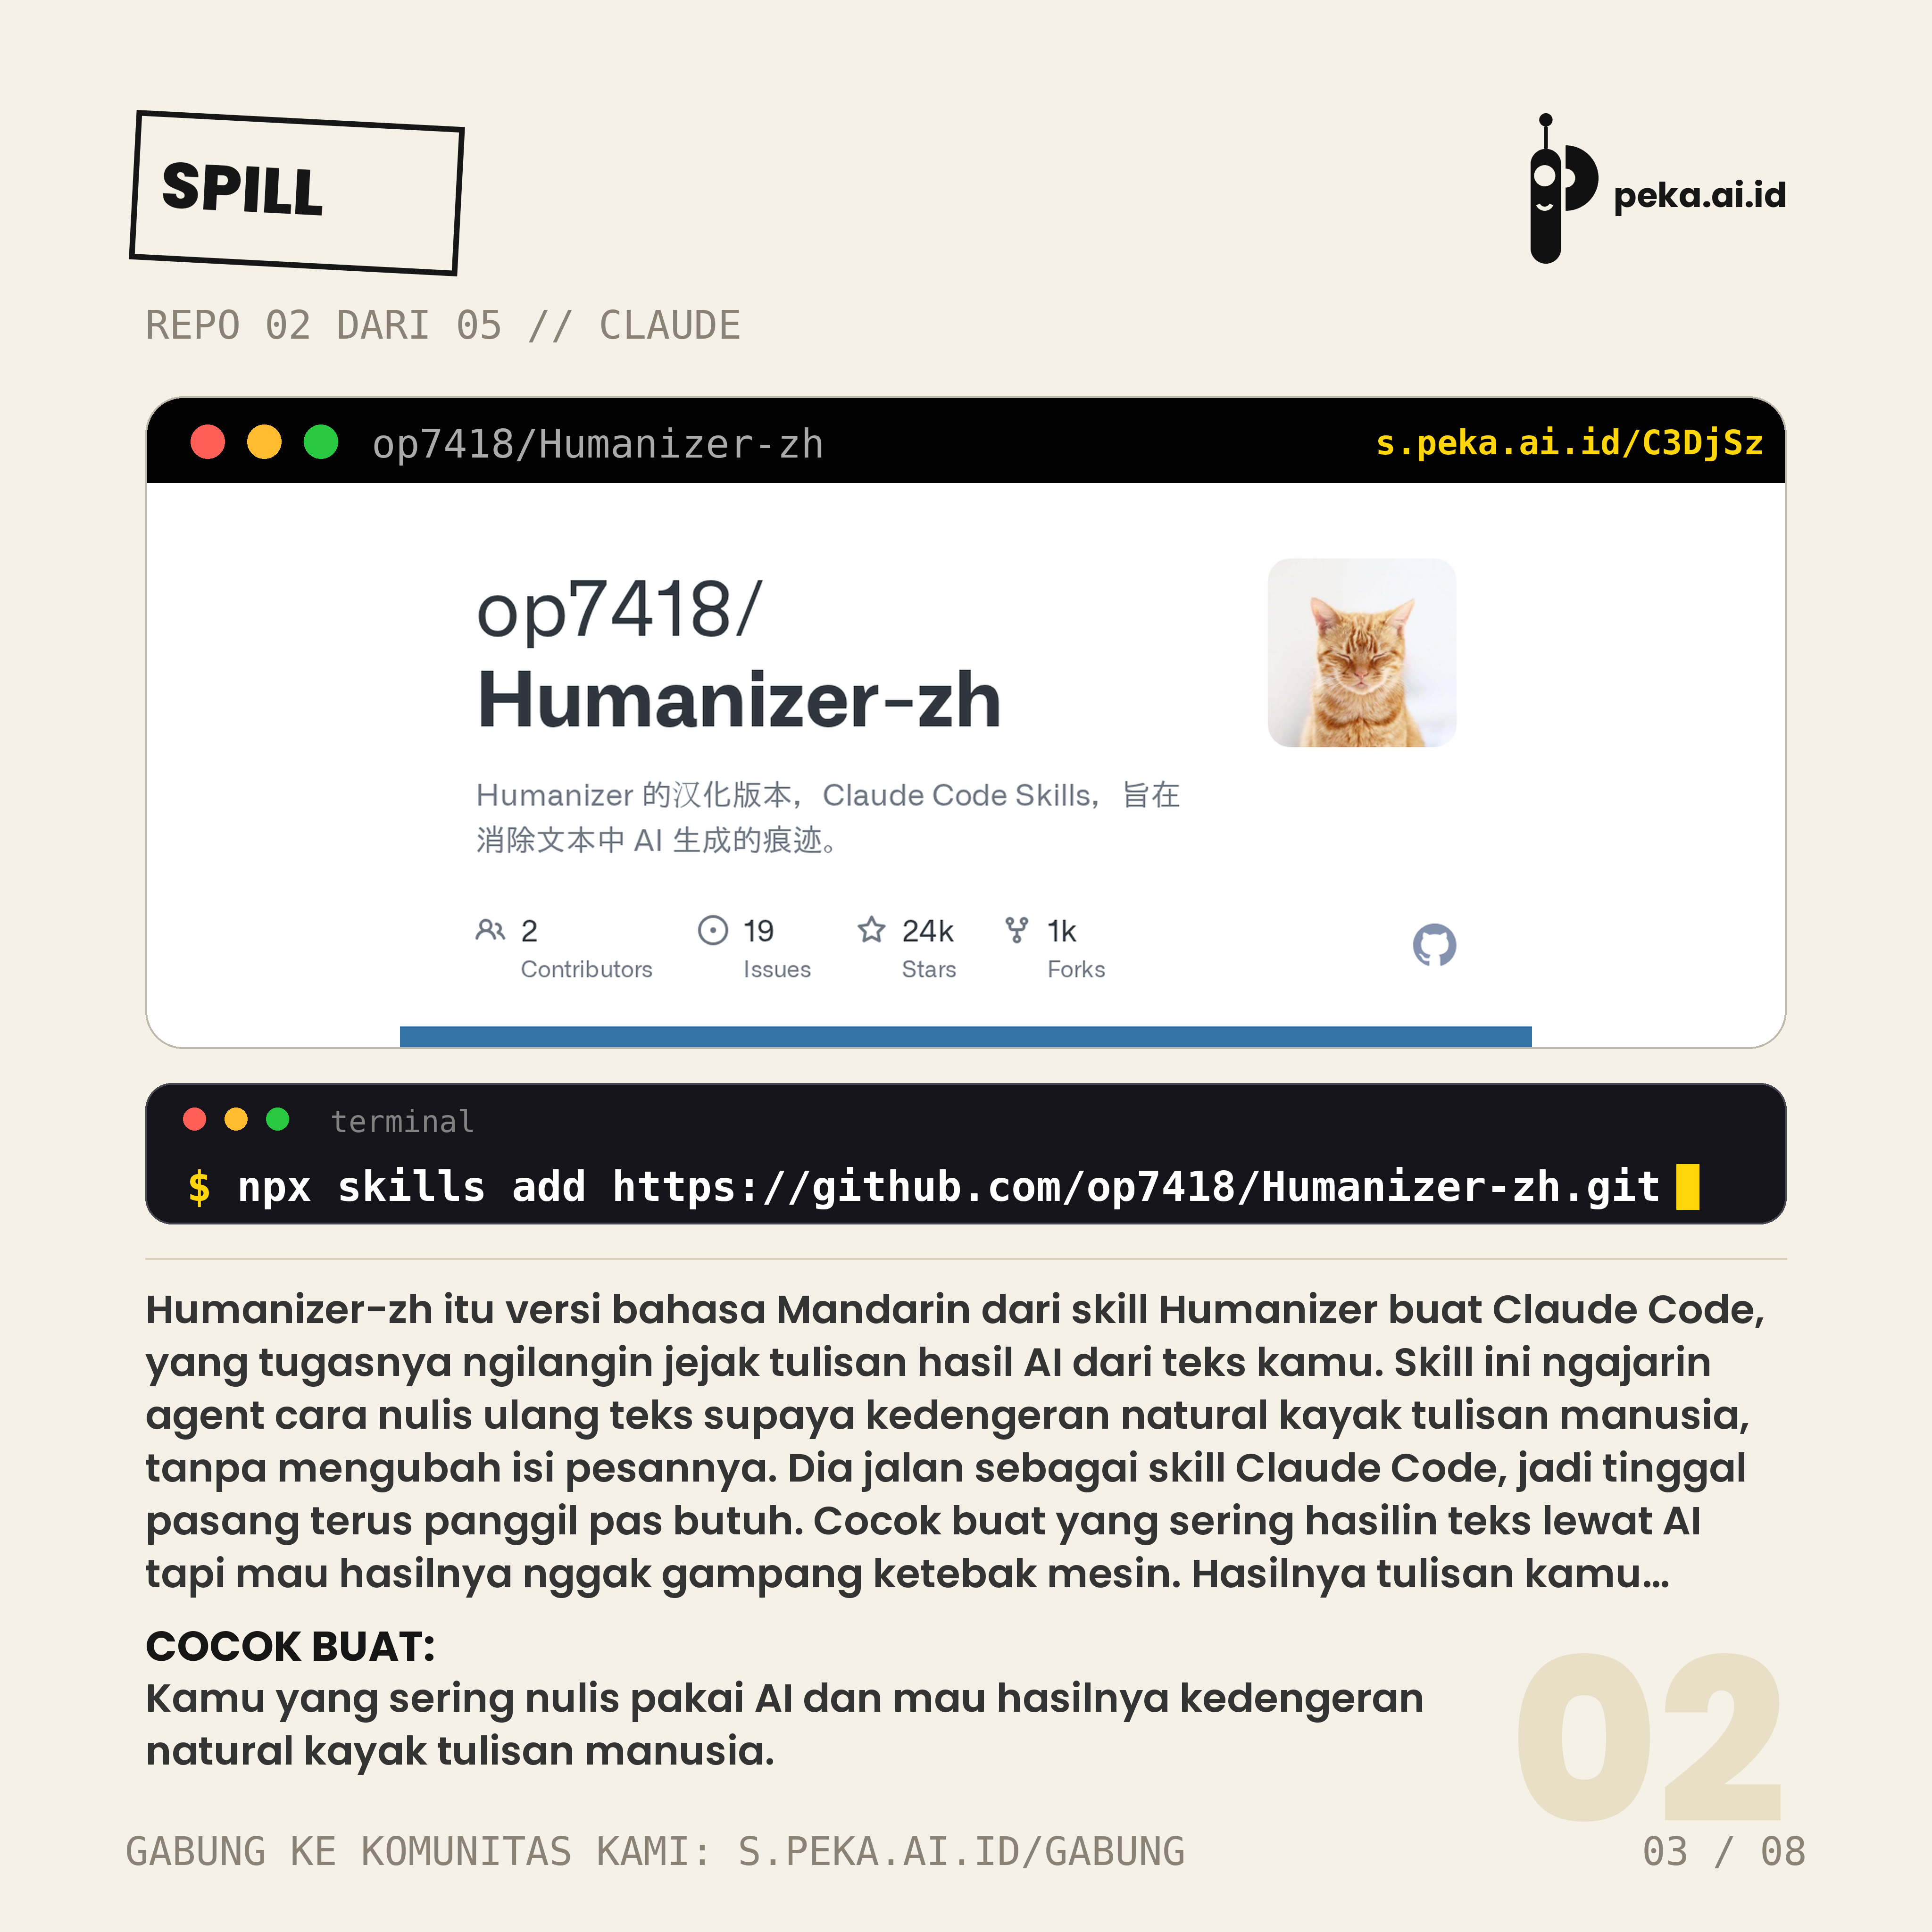 SPILL
peka.ai.id
REPO 02 DARI 05 // CLAUDE
op7418/Humanizer-zh
s.peka.ai.id/C3DjSz
op7418/
Humanizer-zh
Humanizer 的汉化版本，Claude Code Skills，旨在
消除文本中 AI 生成的痕迹。
2
Contributors
19
Issues
24k
Stars
1k
Forks
terminal
$ npx skills add https://github.com/op7418/Humanizer-zh.git
Humanizer-zh itu versi bahasa Mandarin dari skill Humanizer buat Claude Code,
yang tugasnya ngilangin jejak tulisan hasil AI dari teks kamu. Skill ini ngajarin
agent cara nulis ulang teks supaya kedengeran natural kayak tulisan manusia,
tanpa mengubah isi pesannya. Dia jalan sebagai skill Claude Code, jadi tinggal
pasang terus panggil pas butuh. Cocok buat yang sering hasilin teks lewat AI
tapi mau hasilnya nggak gampang ketebak mesin. Hasilnya tulisan kamu...
COCOK BUAT:
Kamu yang sering nulis pakai AI dan mau hasilnya kedengeran
natural kayak tulisan manusia.
02
GABUNG KE KOMUNITAS KAMI: S.PEKA.AI.ID/GABUNG
03 / 08